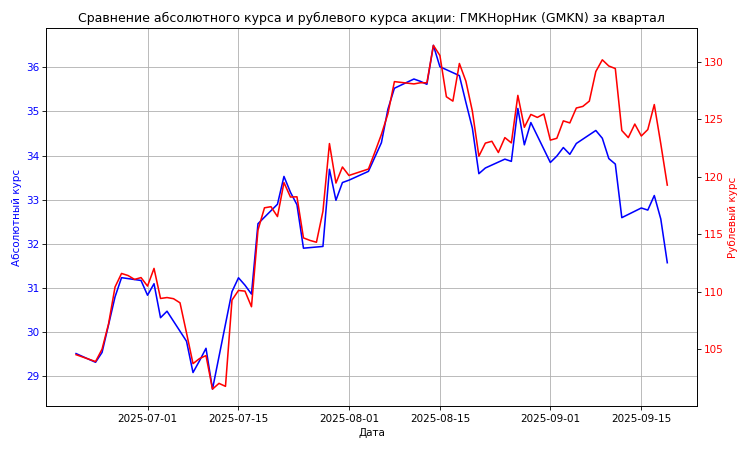 Сравнение абсолютного курса и рублевого курса акции: ГМКНорНик (GMKN) за квартал
36
35
34
33
32
31
30
29
Абсолютный курс
130
125
120
115
110
105
Рублевый курс
2025-07-01 2025-07-15 2025-08-01 2025-08-15 2025-09-01 2025-09-15
Дата